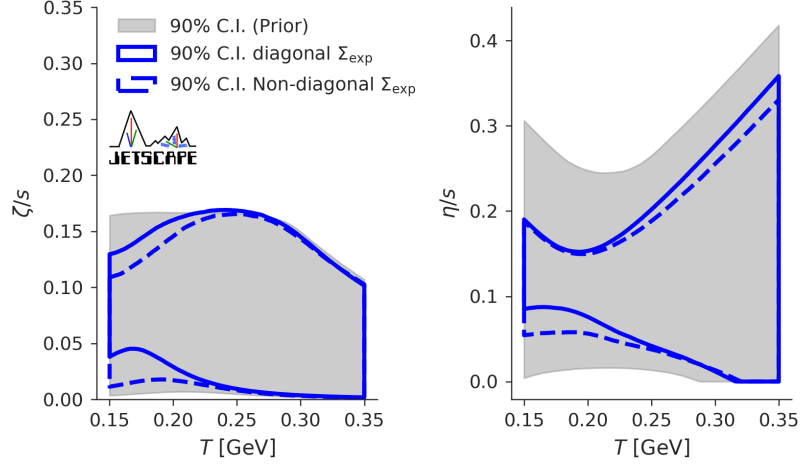 0.35
0.30
0.25
0.20
0.15
0.10
0.05
0.00
ζ/s
90% C.I. (Prior)
90% C.I. diagonal Σexp
90% C.I. Non-diagonal Σexp
JETSCAPE
0.15 0.20 0.25 0.30 0.35
T [GeV]
0.4
0.3
0.2
0.1
0.0
η/s
0.15 0.20 0.25 0.30 0.35
T [GeV]